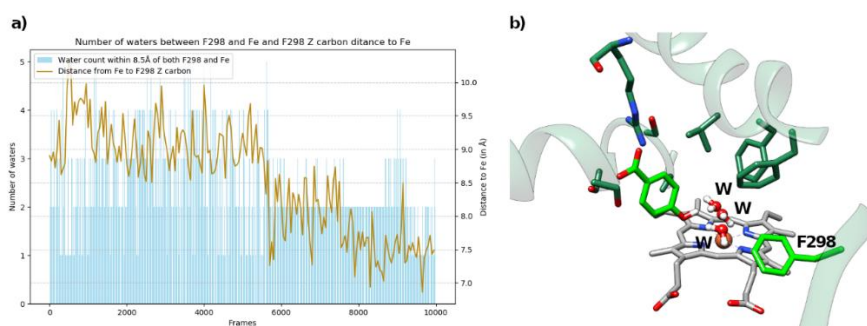 a)
Number of waters between F298 and Fe and F298 Z carbon ditance to Fe
Water count within 8.5Å of both F298 and Fe
Distance from Fe to F298 Z carbon
5
4
3
2
1
0
Number of waters
10.0
9.5
9.0
8.5
8.0
7.5
7.0
Distance to Fe (in Å)
0
2000
4000
6000
8000
10000
Frames
b)
W
W
W
F298